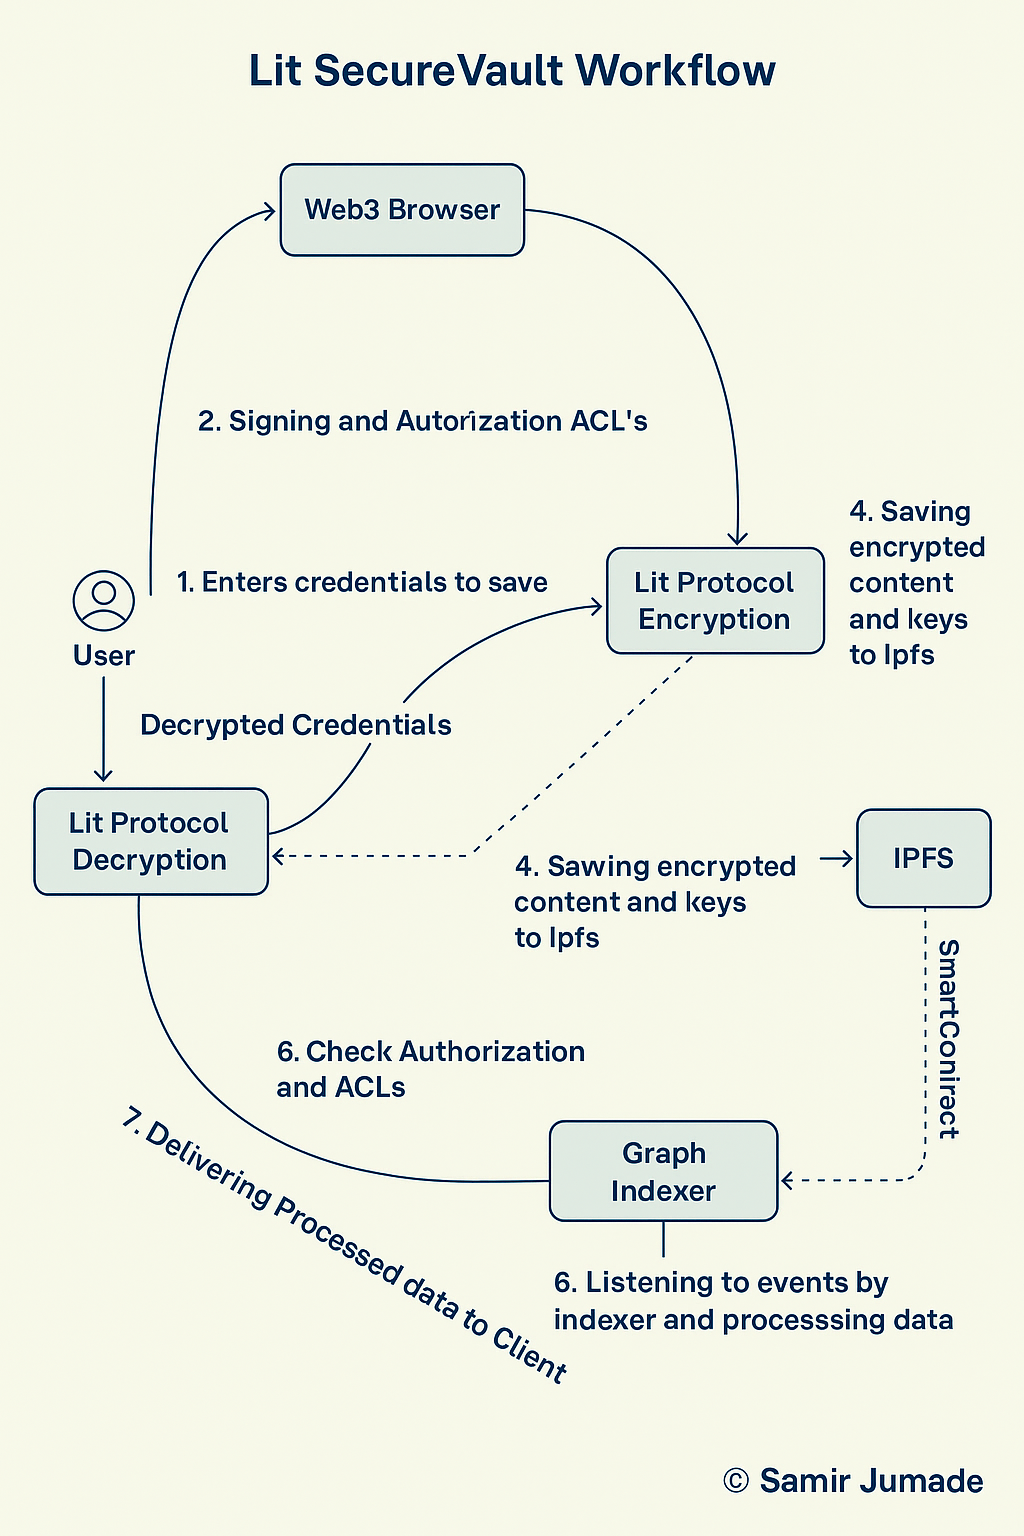 Lit SecureVault Workflow
Web3 Browser
2. Signing and Autorization ACL's
4. Saving
encrypted
content
and keys
to Ipfs
1. Enters credentials to save
Lit Protocol
Encryption
User
Decrypted Credentials
Lit Protocol
Decryption
4. Sawing encrypted
content and keys
to Ipfs
IPFS
SmartConirect
6. Check Authorization
and ACLs
7. Delivering Processed data to Client
Graph
Indexer
6. Listening to events by
indexer and processsing data
© Samir Jumade